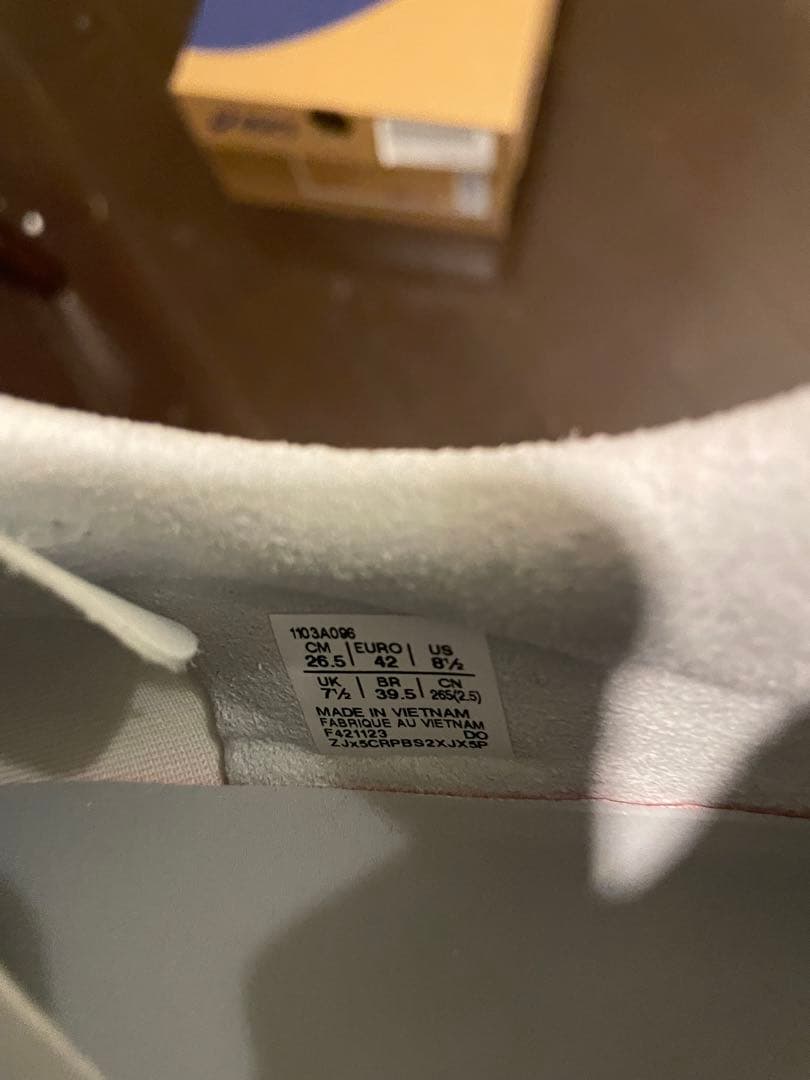 1103A096
CM | EURO | US
26.5 | 42 | 8½
UK | BR | CN
7½ | 39.5 | 265(2.5)
MADE IN VIETNAM
FABRIQUE AU VIETNAM
F421123 DO
ZJx5CRPBS2XJX5P